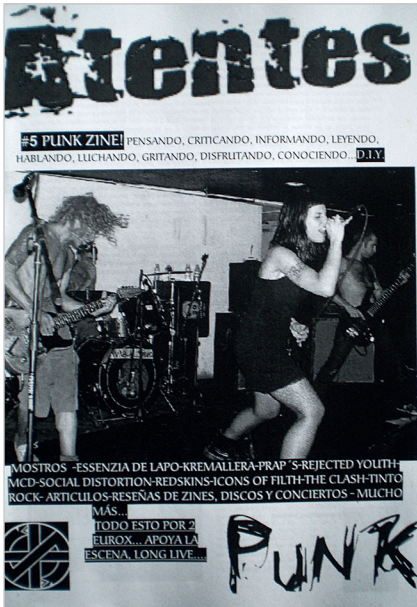 Atentes
#5 PUNK ZINE! PENSANDO, CRITICANDO, INFORMANDO, LEYENDO,
HABLANDO, LUCHANDO, GRITANDO, DISFRUTANDO, CONOCIENDO...D.I.Y.
MOSTROS -ESSENZIA DE LAPO-KREMALLERA-PRAP´S-REJECTED YOUTH-
MCD-SOCIAL DISTORTION-REDSKINS-ICONS OF FILTH-THE CLASH-TINTO
ROCK- ARTICULOS-RESEÑAS DE ZINES, DISCOS Y CONCIERTOS - MUCHO
MÁS...
TODO ESTO POR 2
EUROX... APOYA LA
ESCENA, LONG LIVE....
PUNK